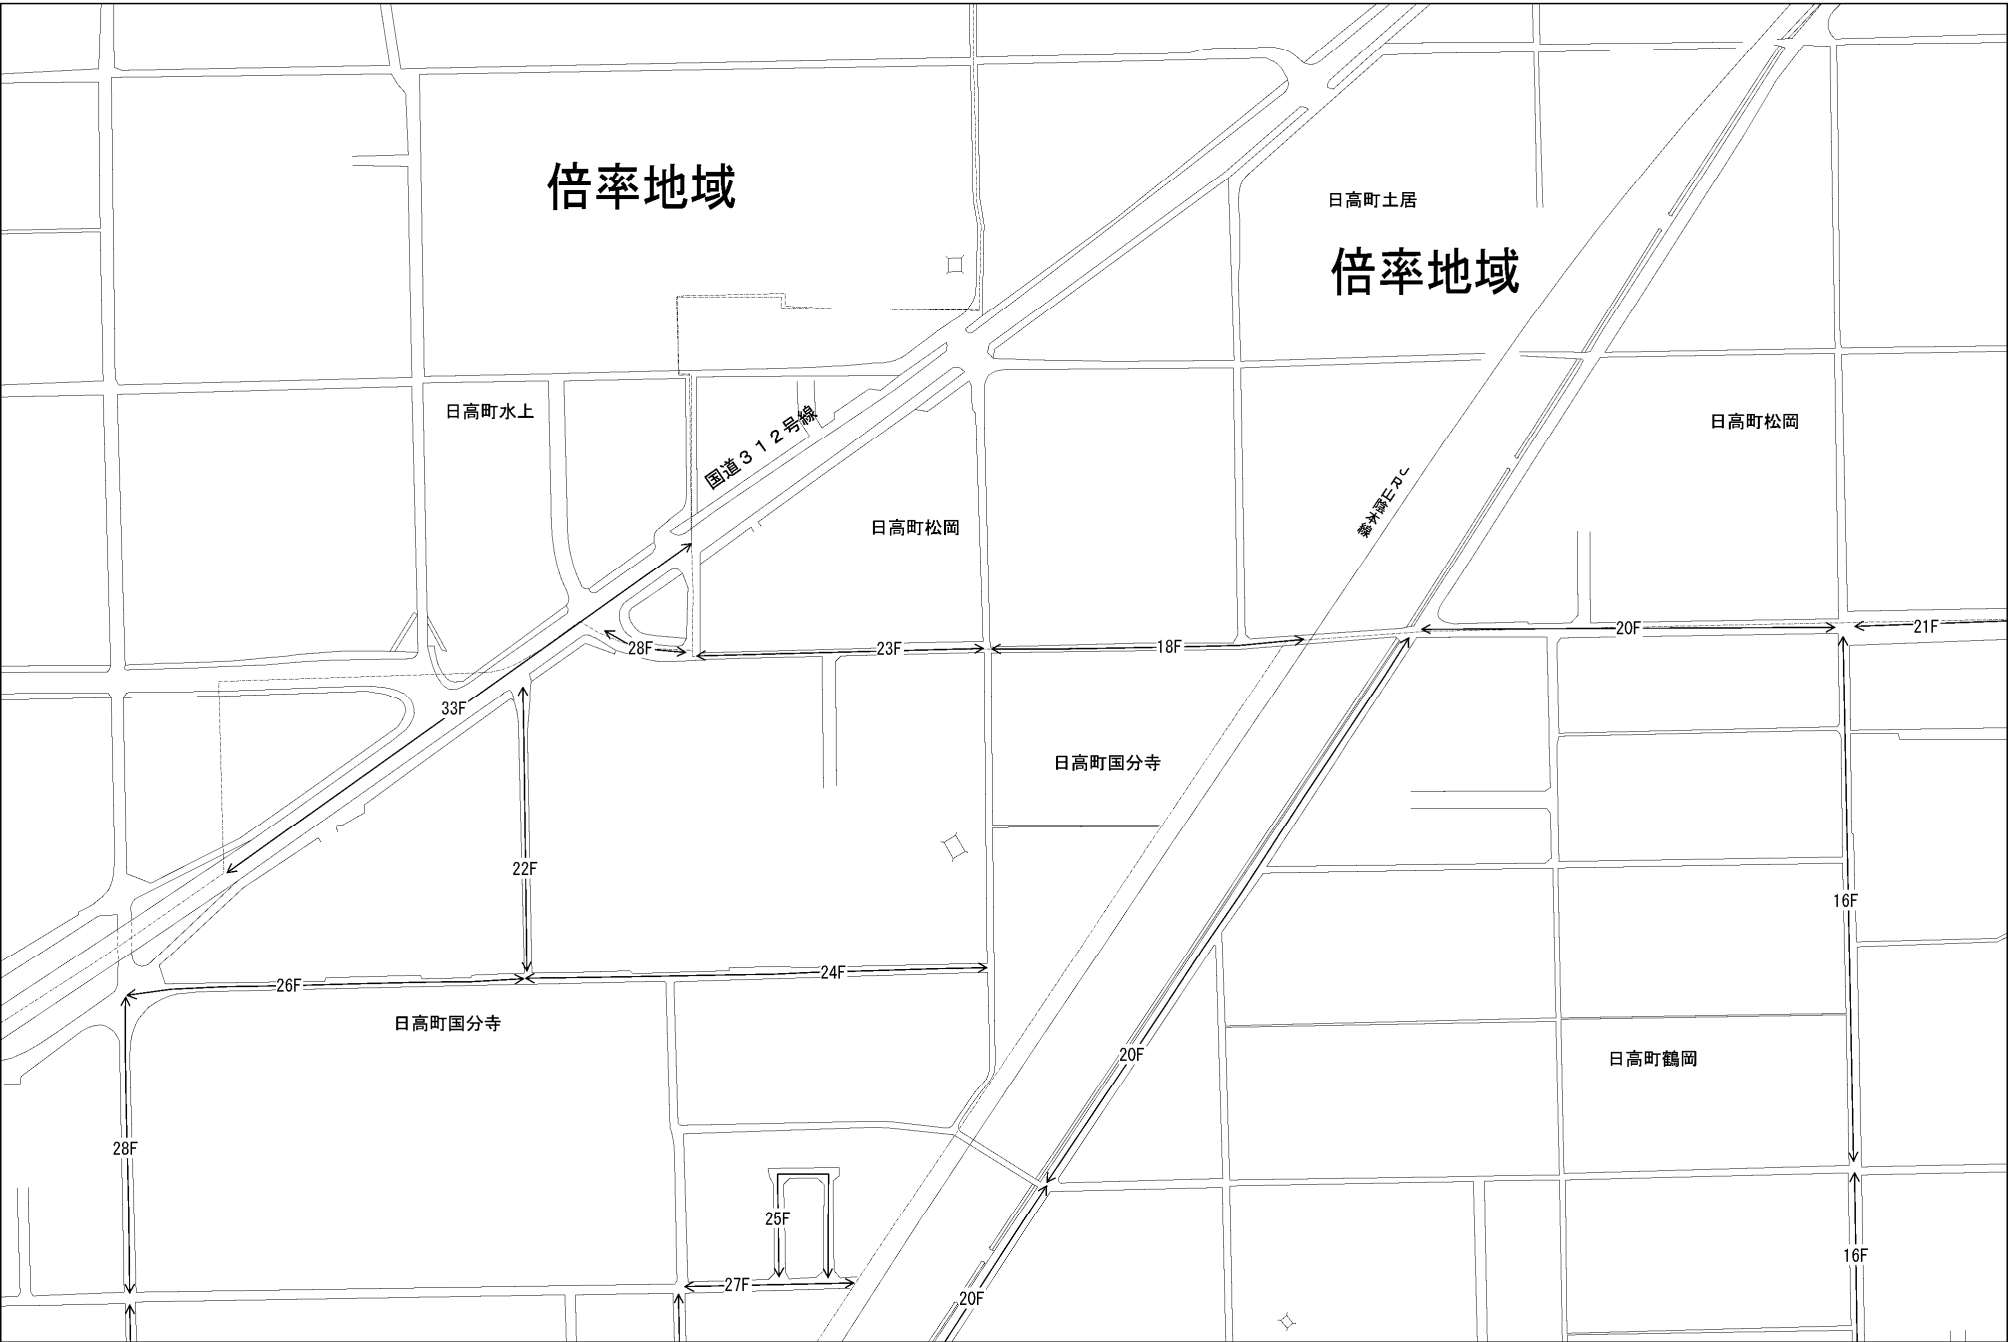 倍率地域
日高町土居
倍率地域
日高町水上
国道３１２号線
日高町松岡
日高町松岡
ＪＲ山陰本線
28F
23F
18F
20F
21F
33F
日高町国分寺
22F
16F
26F
24F
日高町国分寺
20F
日高町鶴岡
28F
25F
27F
20F
16F